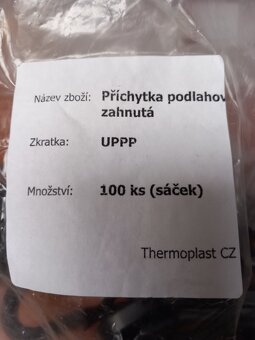 Název zboží: Příchytka podlahov
zahnutá
Zkratka: UPPP
Množství: 100 ks (sáček)
Thermoplast CZ